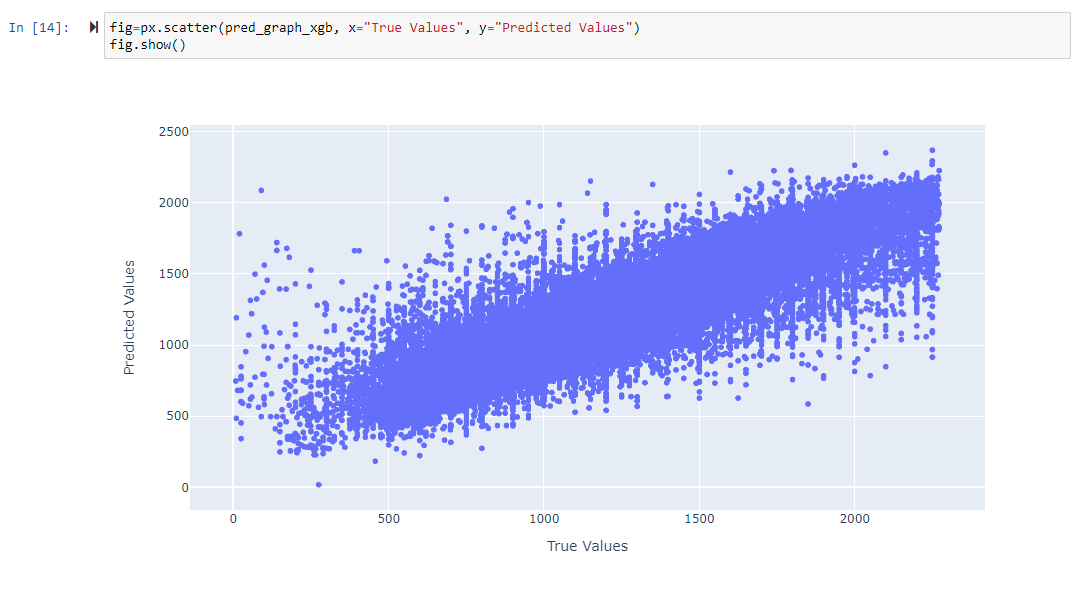 In [14]:
fig=px.scatter(pred_graph_xgb, x="True Values", y="Predicted Values")
fig.show()
2500
2000
1500
1000
500
0
Predicted Values
0 500 1000 1500 2000
True Values